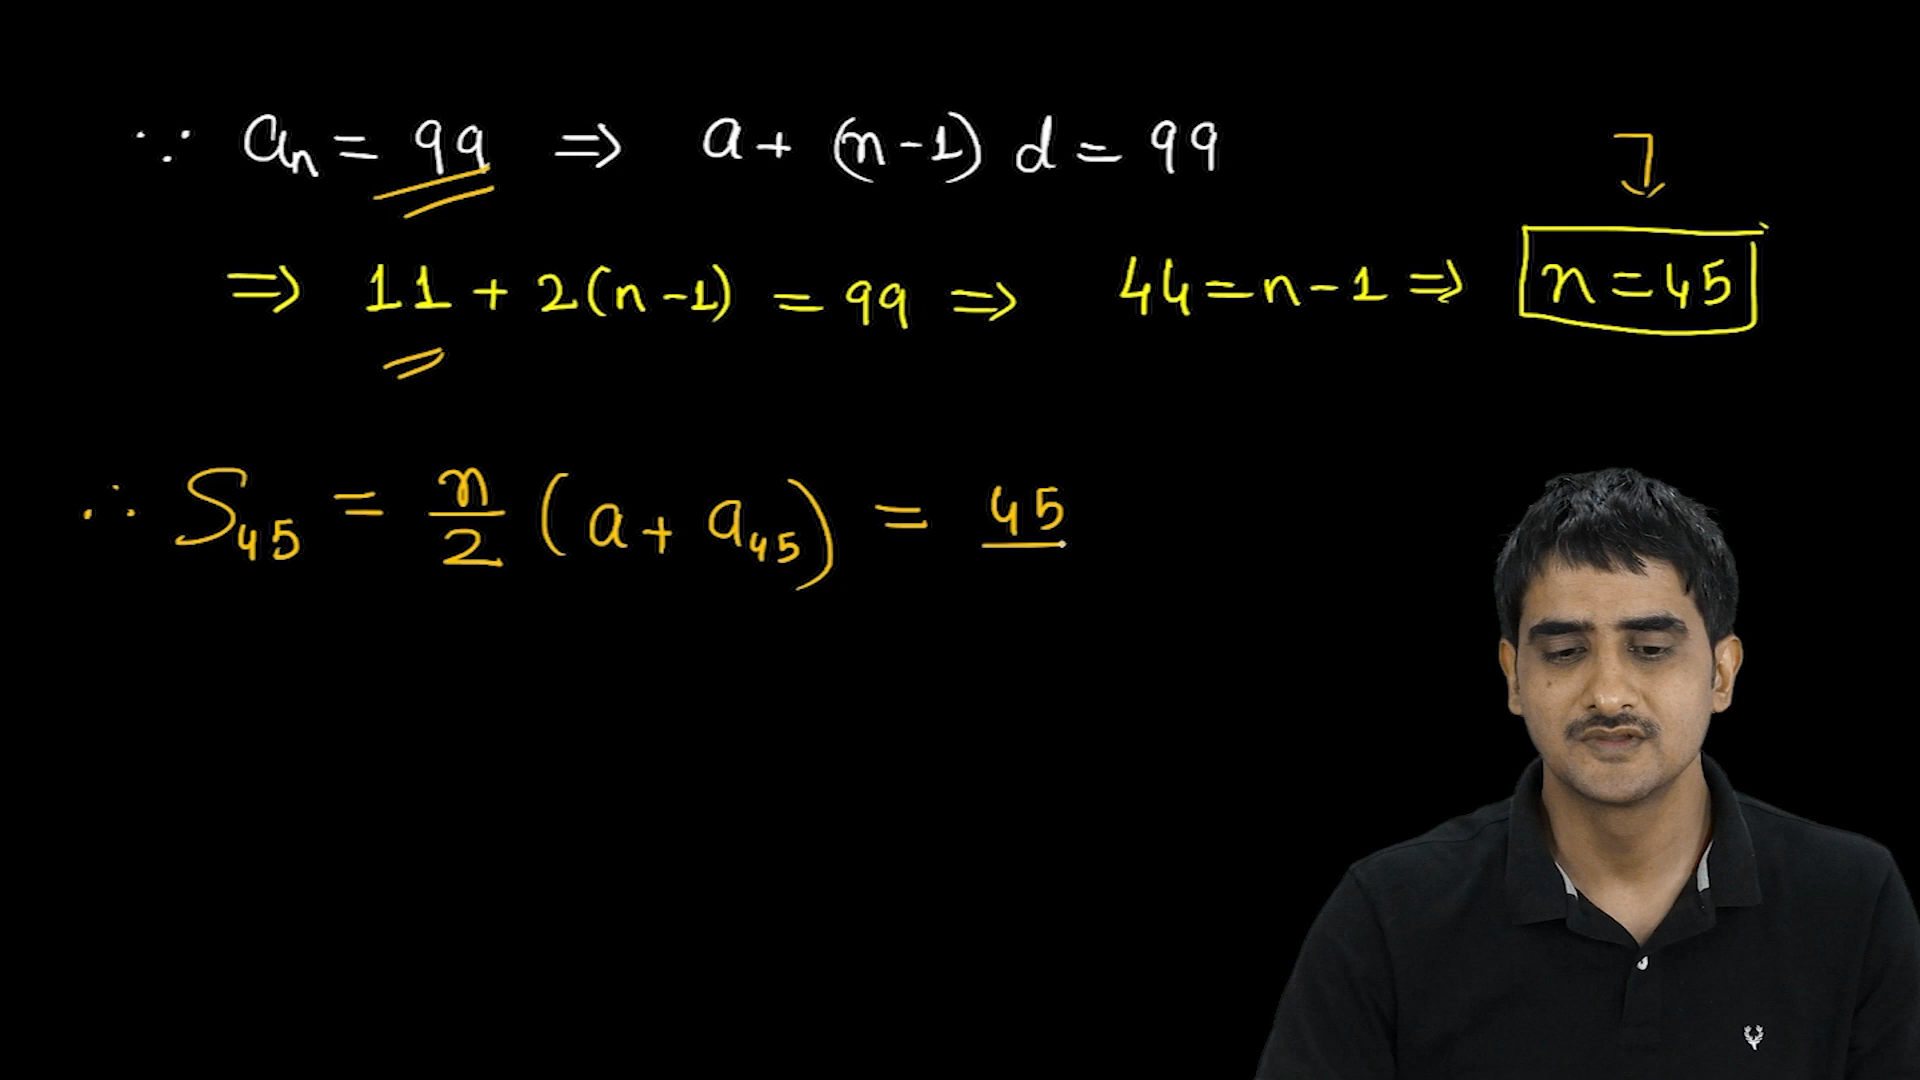 ∵ aₙ = 99 ⇒ a + (n-1) d = 99
⇒ 11 + 2(n-1) = 99 ⇒ 44 = n-1 ⇒ n = 45
∴ S₄₅ = n/2 (a + a₄₅) = 45